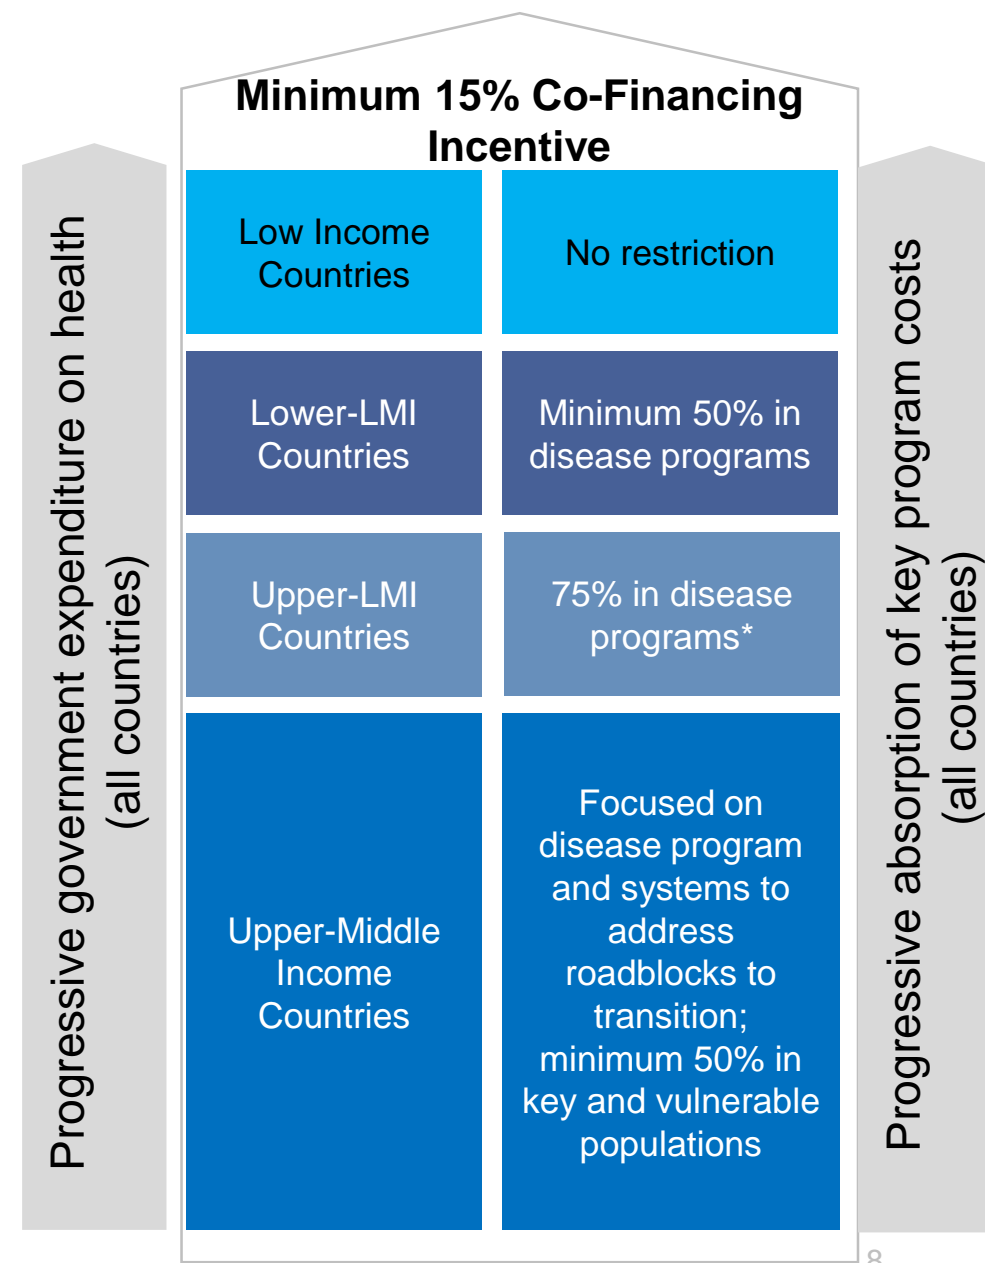 Minimum 15% Co-Financing
Incentive
Progressive government expenditure on health
(all countries)
Low Income
Countries
No restriction
Lower-LMI
Countries
Minimum 50% in
disease programs
Upper-LMI
Countries
75% in disease
programs*
Upper-Middle
Income
Countries
Focused on
disease program
and systems to
address
roadblocks to
transition;
minimum 50% in
key and vulnerable
populations
Progressive absorption of key program costs
(all countries)
8